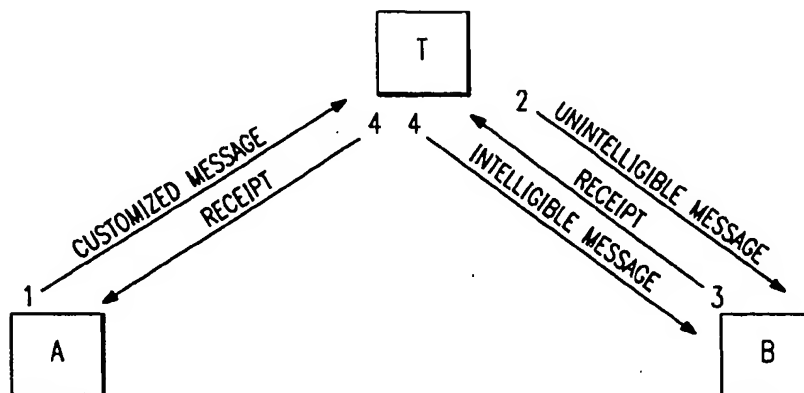 T
4 4 2
CUSTOMIZED MESSAGE
RECEIPT
UNINTELLIGIBLE MESSAGE
RECEIPT
INTELLIGIBLE MESSAGE
1
3
A
B